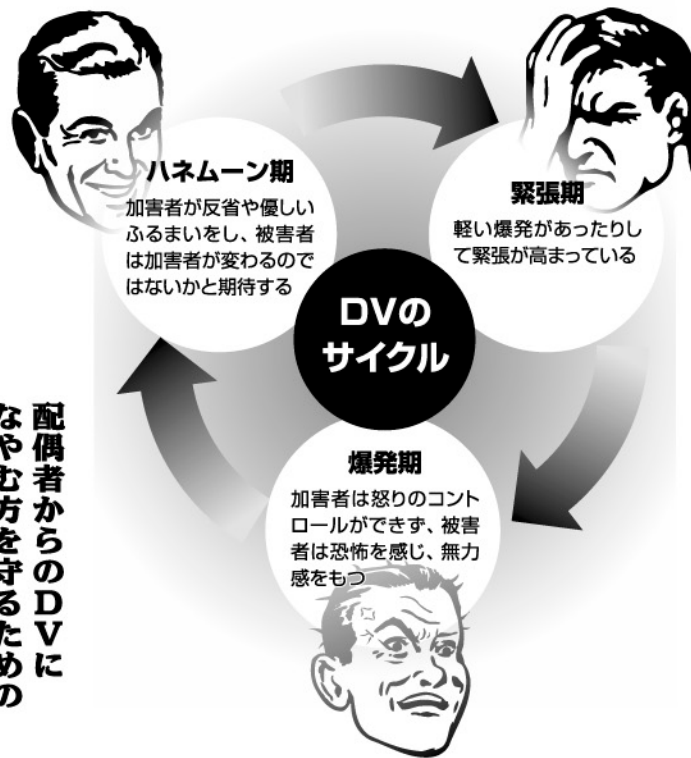 ハネムーン期
加害者が反省や優しい
ふるまいをし、被害者
は加害者が変わるので
はないかと期待する
緊張期
軽い爆発があったりし
て緊張が高まっている
DVの
サイクル
爆発期
加害者は怒りのコント
ロールができず、被害
者は恐怖を感じ、無力
感をもつ
配偶者からのDVに
なやむ方を守るための